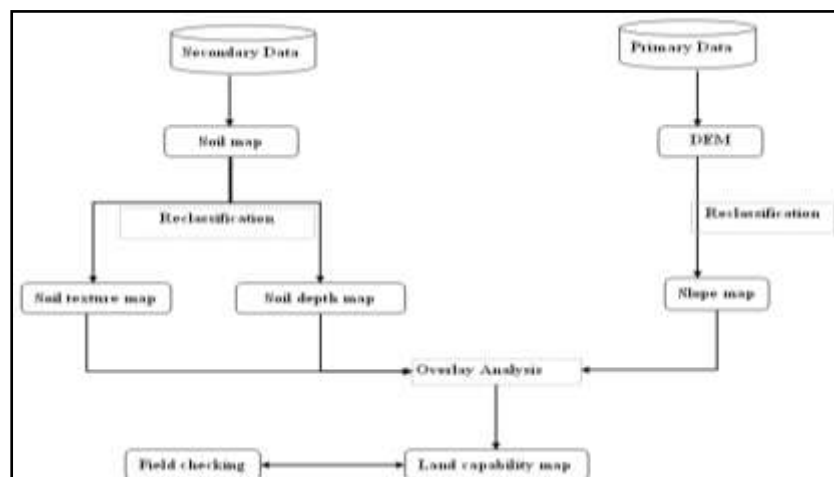 Secondary Data
Primary Data
Soil map
DEM
Reclassification
Reclassification
Soil texture map
Soil depth map
Slope map
Overlay Analysis
Field checking
Land capability map